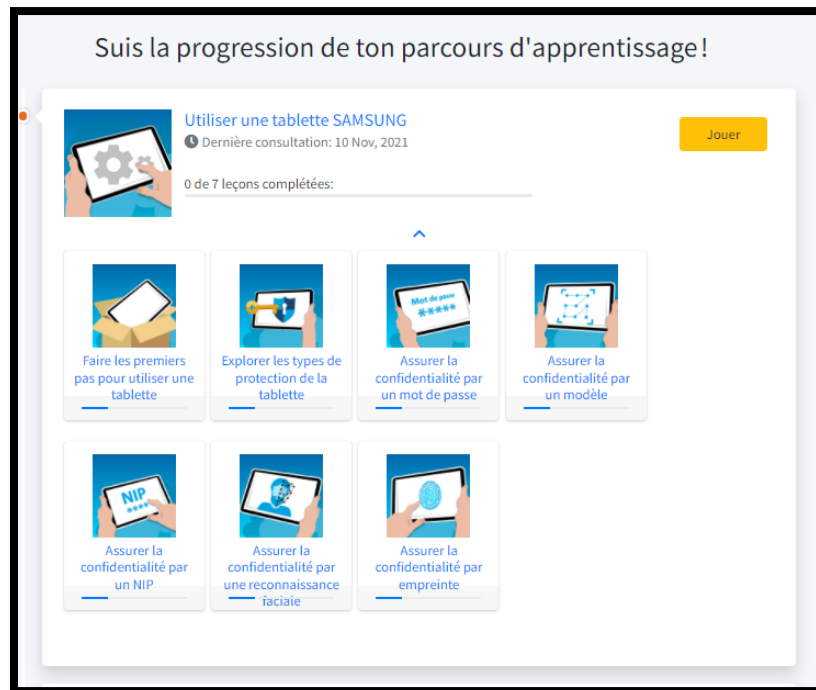 Suis la progression de ton parcours d'apprentissage!
Utiliser une tablette SAMSUNG
Dernière consultation: 10 Nov, 2021
Jouer
0 de 7 leçons complétées:
Faire les premiers
pas pour utiliser une
tablette
Explorer les types de
protection de la
tablette
Mot de passe
*****
Assurer la
confidentialité par
un mot de passe
Assurer la
confidentialité par
un modèle
NIP
****
Assurer la
confidentialité par
un NIP
Assurer la
confidentialité par
une reconnaissance
faciale
Assurer la
confidentialité par
empreinte